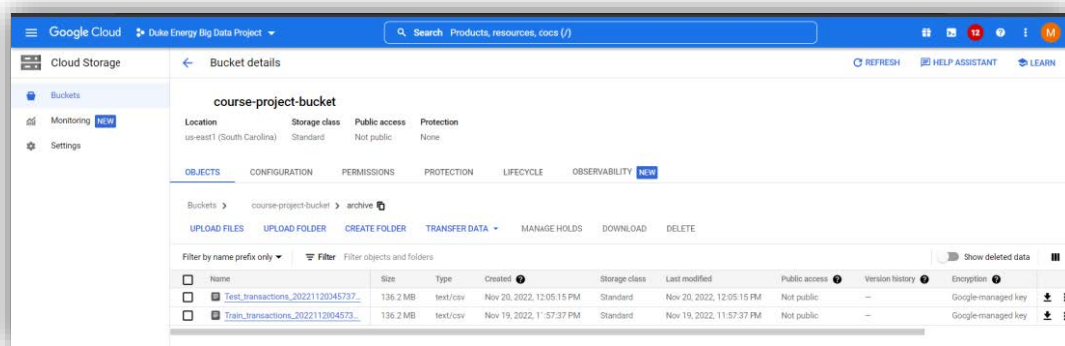 Google Cloud Duke Energy Big Data Project Search Products, resources, cocs (/) 12 M
Cloud Storage Bucket details REFRESH HELP ASSISTANT LEARN
Buckets
course-project-bucket
Monitoring NEW
Location Storage class Public access Protection
us-east1 (South Carolina) Standard Not public None
Settings
OBJECTS CONFIGURATION PERMISSIONS PROTECTION LIFECYCLE OBSERVABILITY NEW
Buckets > course-project-bucket > archive
UPLOAD FILES UPLOAD FOLDER CREATE FOLDER TRANSFER DATA MANAGE HOLDS DOWNLOAD DELETE
Filter by name prefix only Filter Filter objects and folders Show deleted data
Name Size Type Created Storage class Last modified Public access Version history Encryption
Test_transactions_20221120045737... 136.2 MB text/csv Nov 20, 2022, 12:05:15 PM Standard Nov 20, 2022, 12:05:15 PM Not public — Google-managed key
Train_transactions_2022112004573... 136.2 MB text/csv Nov 19, 2022, 11:57:37 PM Standard Nov 19, 2022, 11:57:37 PM Not public — Google-managed key